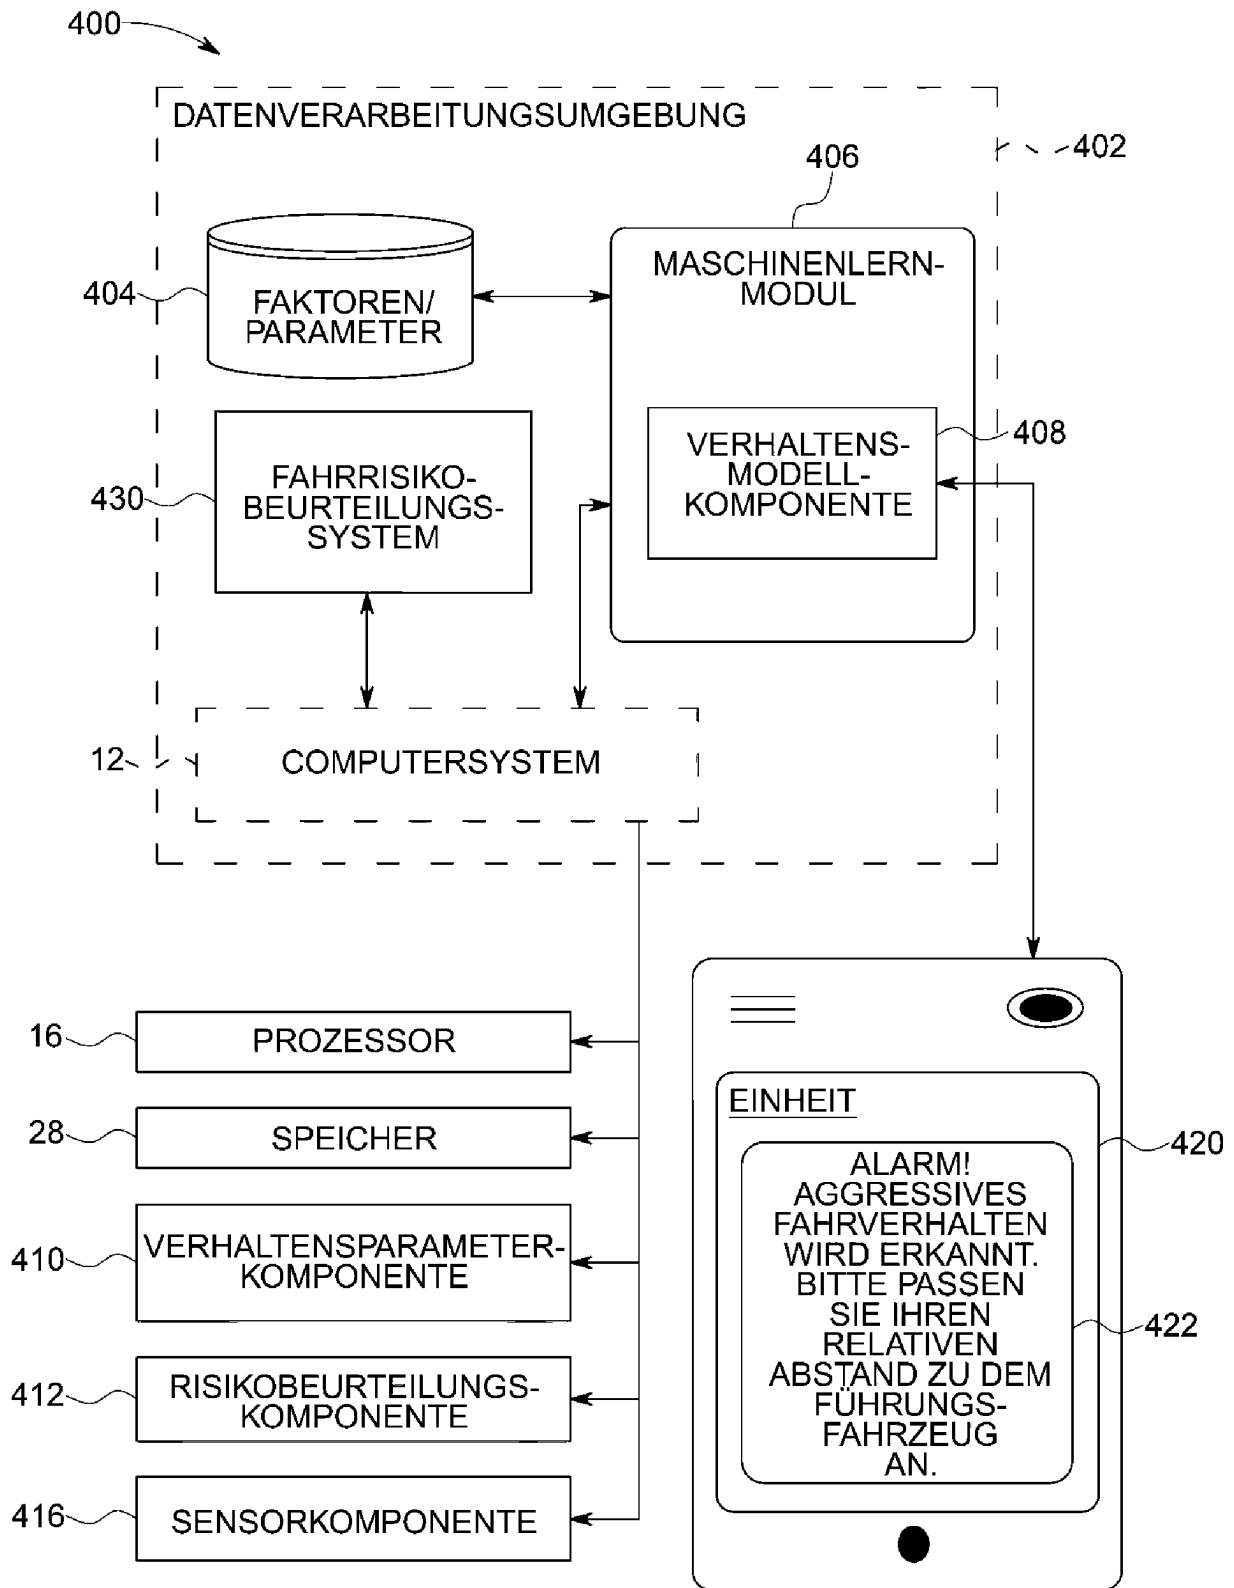 400
DATENVERARBEITUNGSUMGEBUNG
402
406
MASCHINENLERN-
MODUL
404
FAKTOREN/
PARAMETER
408
VERHALTENS-
MODELL-
KOMPONENTE
430
FAHRRISIKO-
BEURTEILUNGS-
SYSTEM
12
COMPUTERSYSTEM
16
PROZESSOR
28
SPEICHER
410
VERHALTENSPARAMETER-
KOMPONENTE
412
RISIKOBEURTEILUNGS-
KOMPONENTE
416
SENSORKOMPONENTE
EINHEIT
420
ALARM!
AGGRESSIVES
FAHRVERHALTEN
WIRD ERKANNT.
BITTE PASSEN
SIE IHREN
RELATIVEN
ABSTAND ZU DEM
FÜHRUNGS-
FAHRZEUG
AN.
422